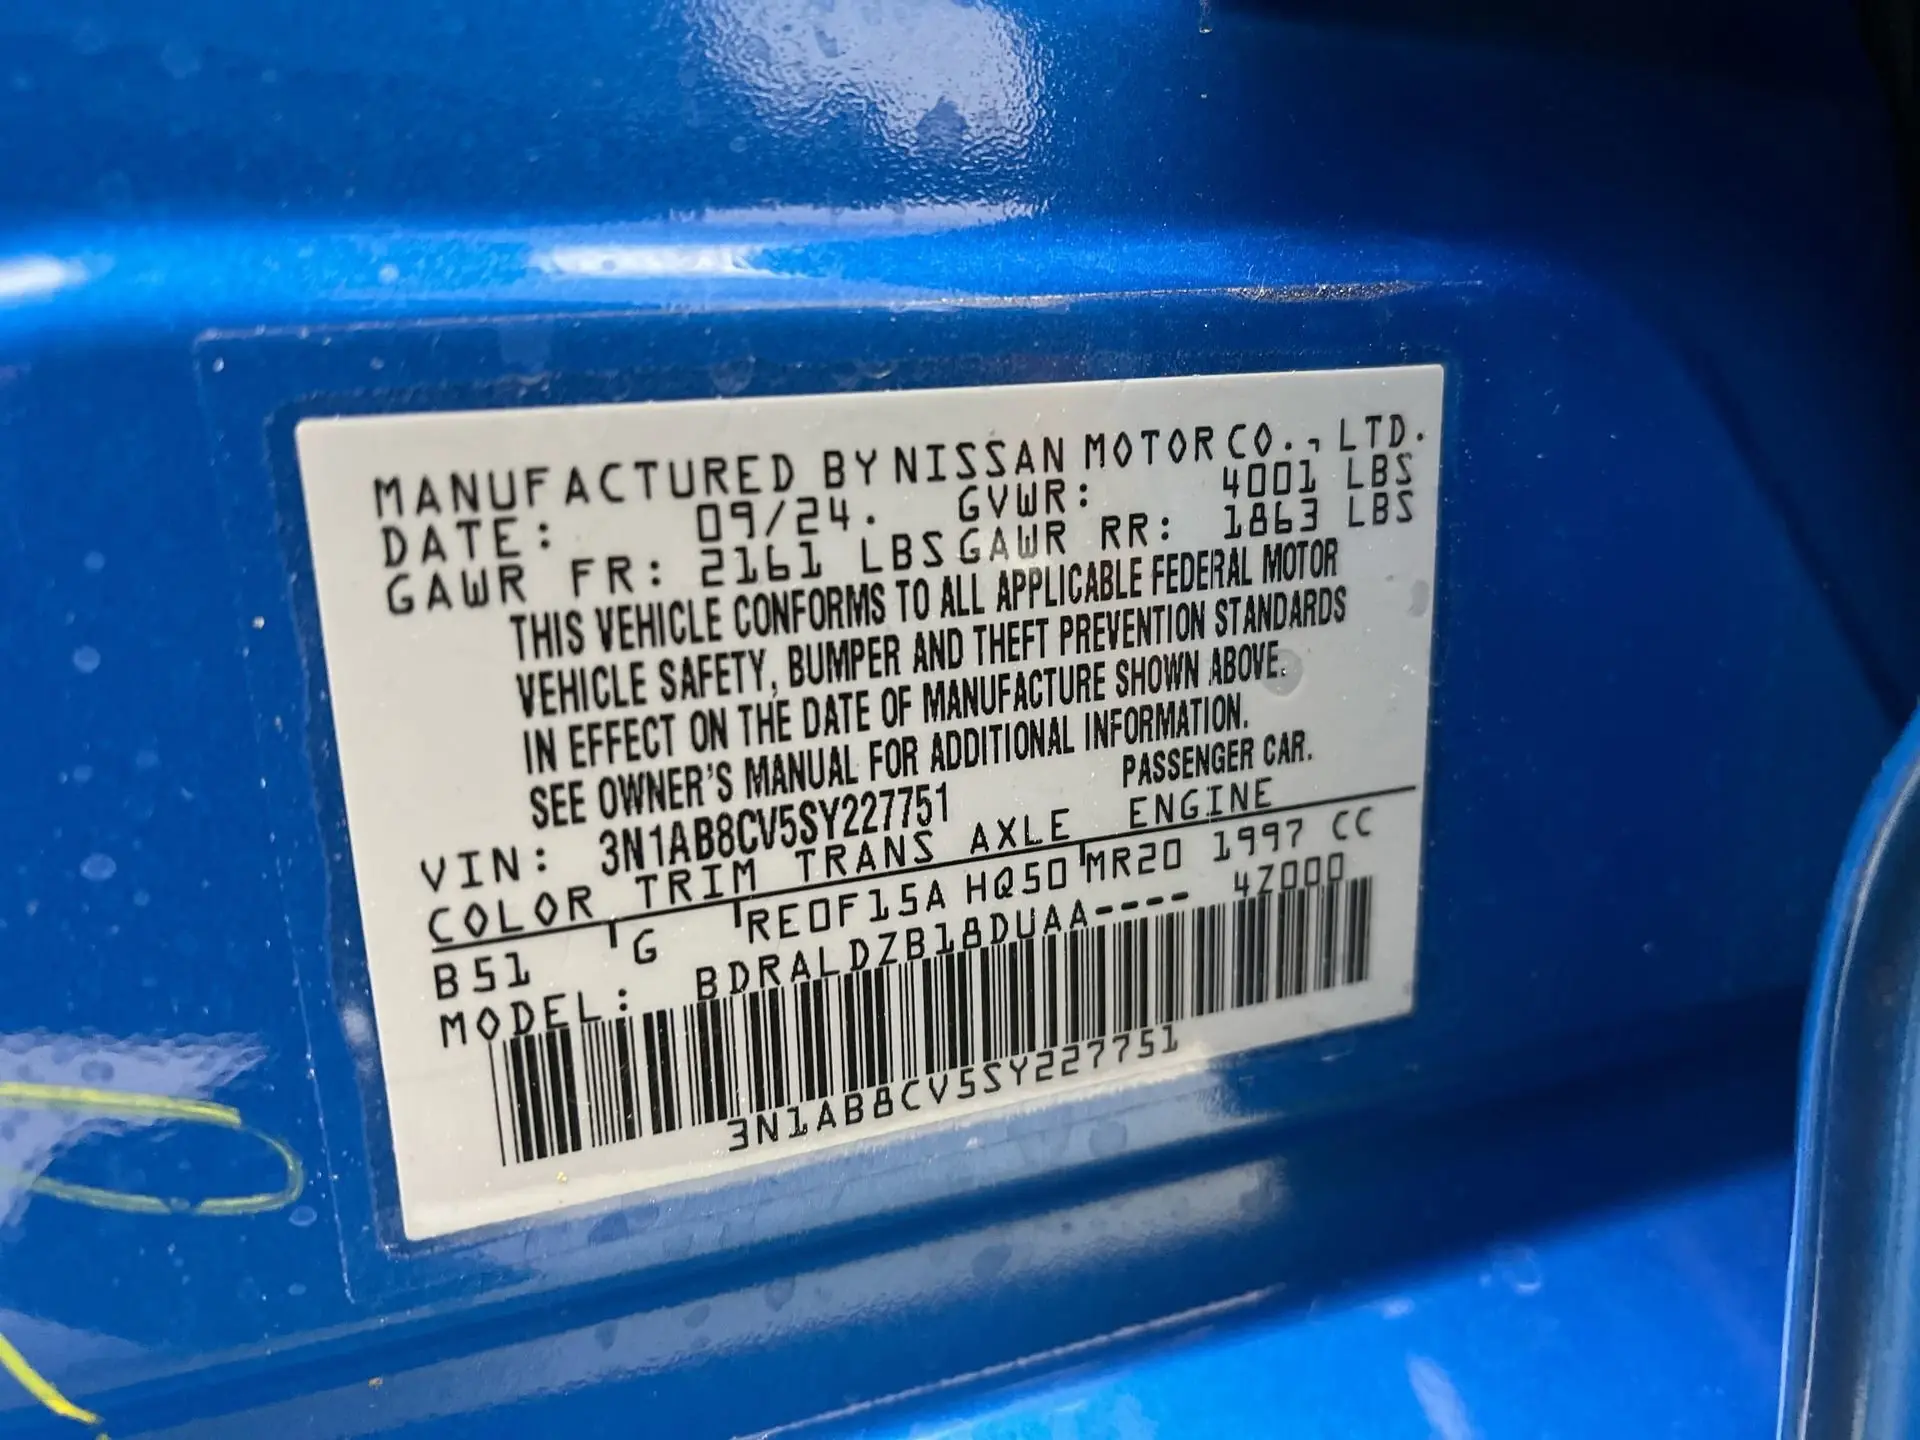 MANUFACTURED BY NISSAN MOTOR CO., LTD.
DATE: 09/24. GVWR: 4001 LBS
GAWR FR: 2161 LBS GAWR RR: 1863 LBS
THIS VEHICLE CONFORMS TO ALL APPLICABLE FEDERAL MOTOR
VEHICLE SAFETY, BUMPER AND THEFT PREVENTION STANDARDS
IN EFFECT ON THE DATE OF MANUFACTURE SHOWN ABOVE.
SEE OWNER'S MANUAL FOR ADDITIONAL INFORMATION.
VIN: 3N1AB8CV5SY227751 PASSENGER CAR.
COLOR TRIM TRANS AXLE ENGINE
B51 G RE0F15A HQ50 MR20 1997 CC
MODEL: BDRALDZB18DUAA---- 4Z000
3N1AB8CV5SY227751